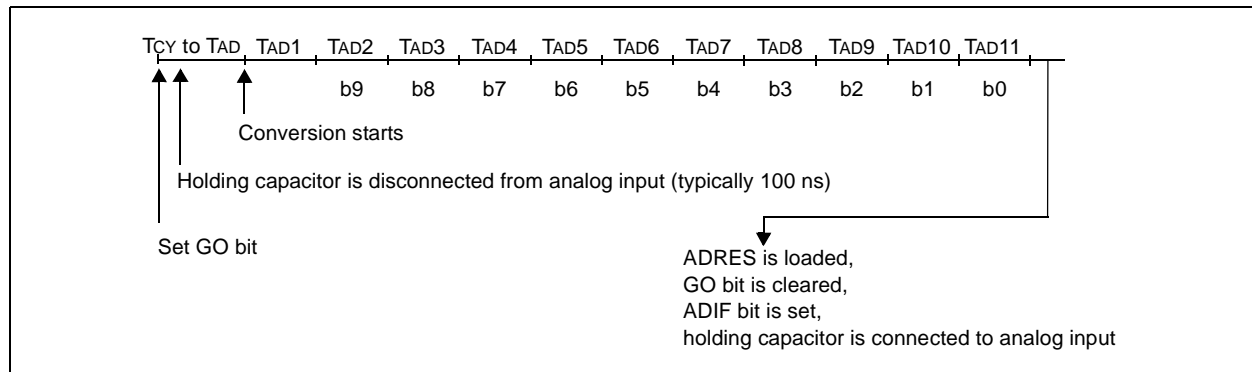 TCY to TAD TAD1 TAD2 TAD3 TAD4 TAD5 TAD6 TAD7 TAD8 TAD9 TAD10 TAD11
b9 b8 b7 b6 b5 b4 b3 b2 b1 b0
Conversion starts
Holding capacitor is disconnected from analog input (typically 100 ns)
Set GO bit
ADRES is loaded,
GO bit is cleared,
ADIF bit is set,
holding capacitor is connected to analog input